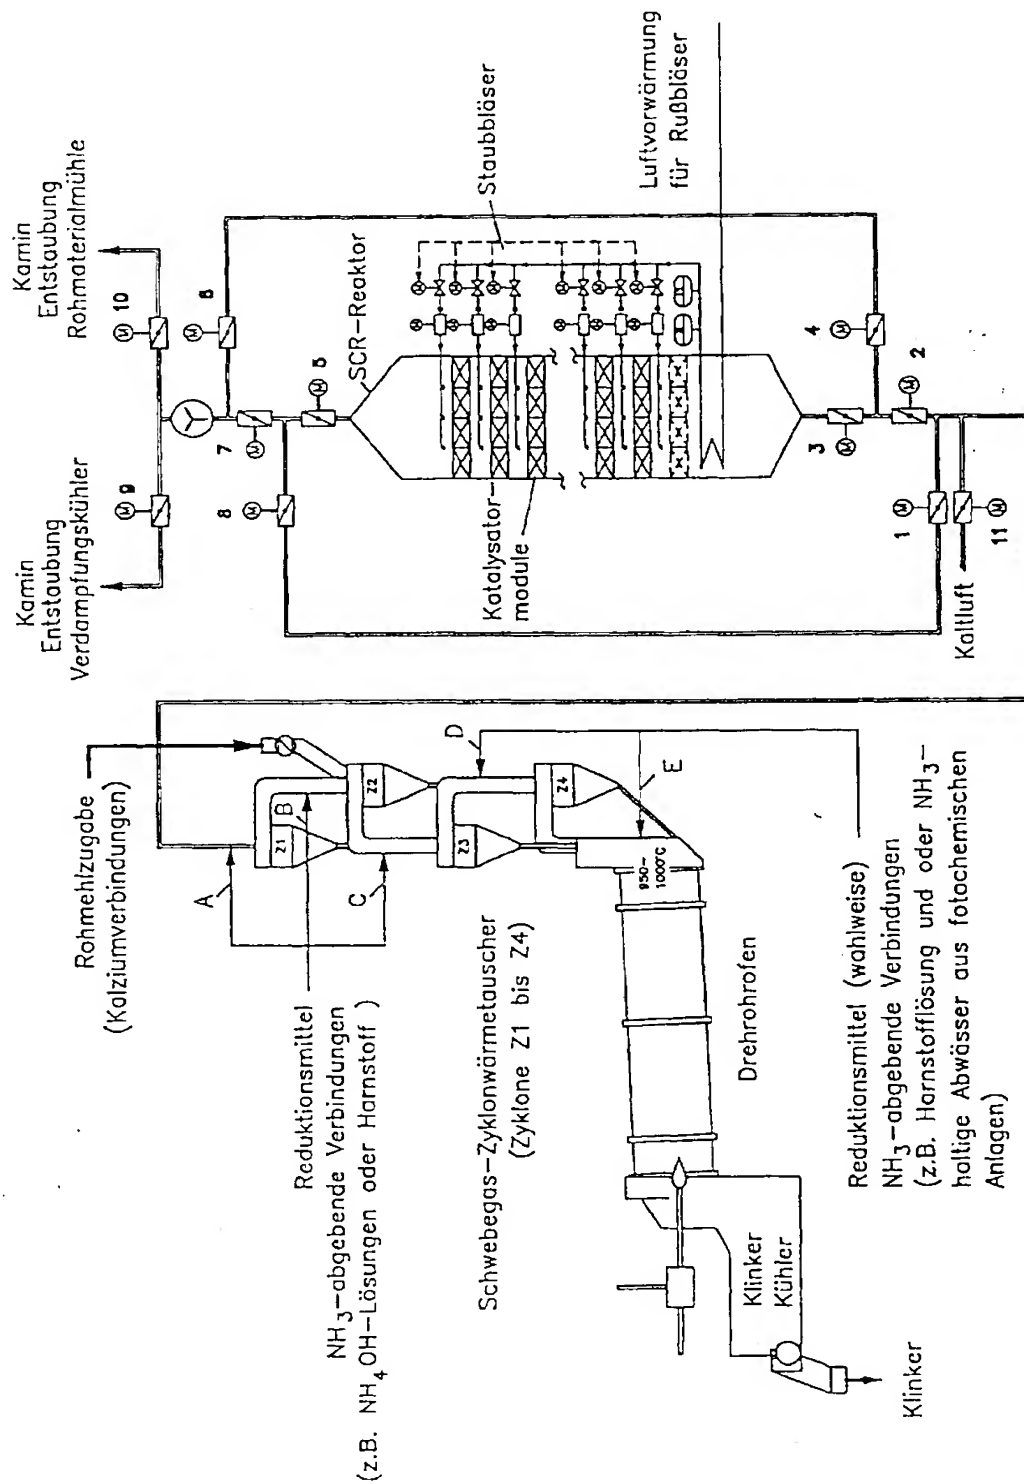 Kamin
Entstaubung
Rohmaterialmühle
Kamin
Entstaubung
Verdampfungskühler
M
10
M
6
M
9
M
7
M
5
M
8
SCR-Reaktor
Staubbläser
Katalysator-
module
Luftvorwärmung
für Rußbläser
M
4
M
2
M
3
M
1
M
11
Kaltluft
Rohmehlzugabe
(Kalziumverbindungen)
A
B
C
D
E
Z1
Z2
Z3
Z4
950-
1000°C
Reduktionsmittel
NH3-abgebende Verbindungen
(z.B. NH4OH-Lösungen oder Harnstoff )
Schwebegas-Zyklonwärmetauscher
(Zyklone Z1 bis Z4)
Drehrohrofen
Reduktionsmittel (wahlweise)
NH3-abgebende Verbindungen
(z.B. Harnstofflösung und oder NH3-
haltige Abwässer aus fotochemischen
Anlagen)
Klinker
Kühler
Klinker